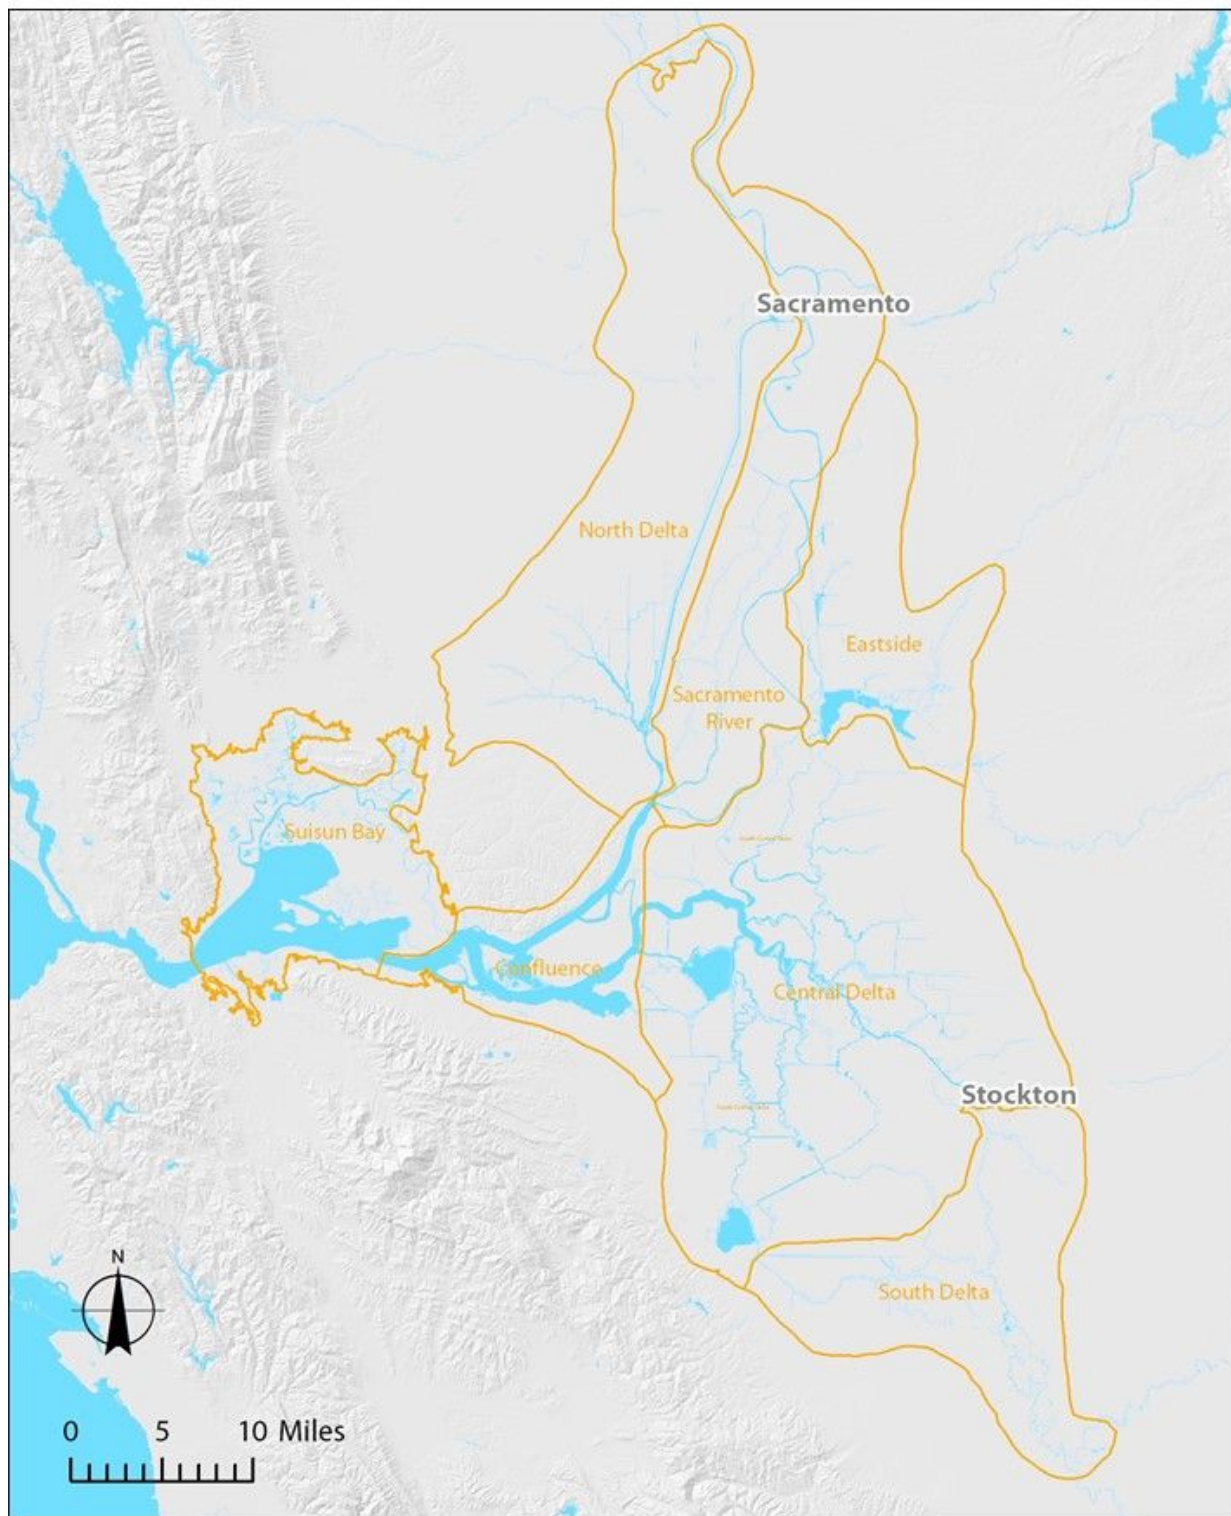 Sacramento
North Delta
Eastside
Sacramento
River
Suisun Bay
Confluence
Central Delta
Stockton
South Delta
N
0 5 10 Miles